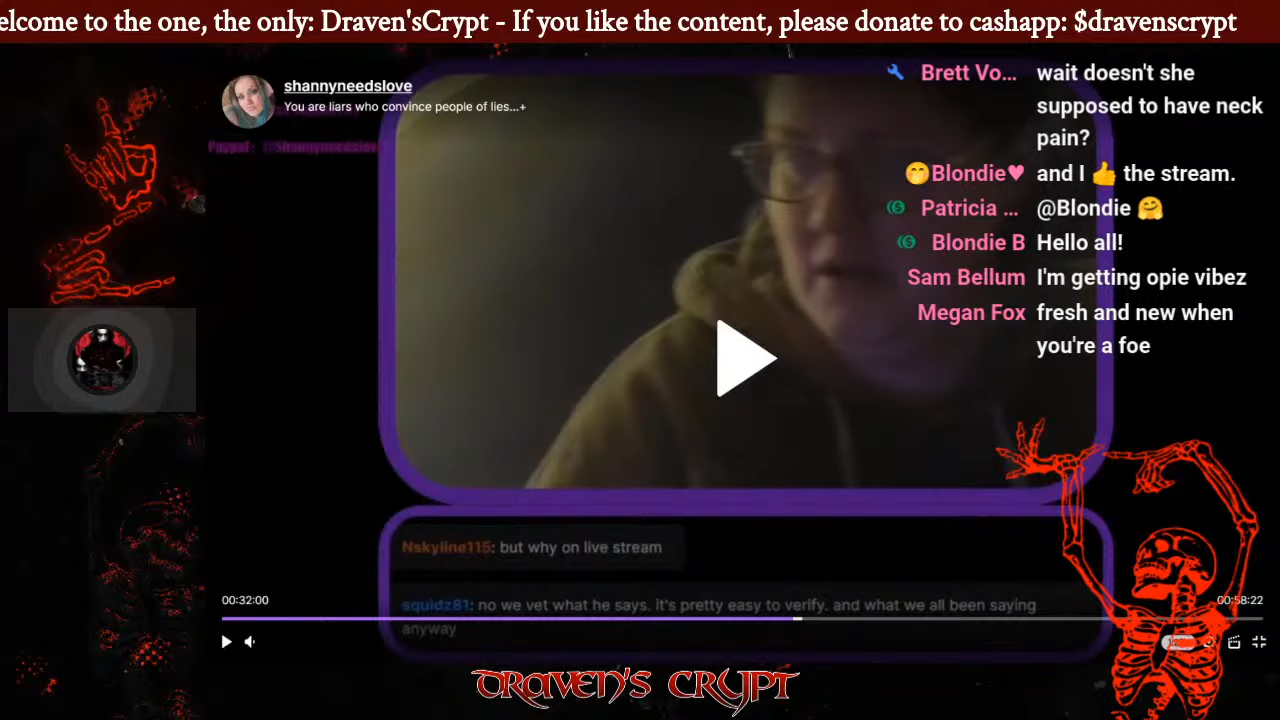 elcome to the one, the only: Draven'sCrypt - If you like the content, please donate to cashapp: $dravenscrypt
shannyneedslove
You are liars who convince people of lies...+
Paypal: @Shannyneedslove
Brett Vo... wait doesn't she
supposed to have neck
pain?
🤭Blondie♥ and I 👍 the stream.
Patricia ... @Blondie 🤗
Blondie B Hello all!
Sam Bellum I'm getting opie vibez
Megan Fox fresh and new when
you're a foe
Nskyline115: but why on live stream
squidz81: no we vet what he says. it's pretty easy to verify. and what we all been saying
anyway
00:32:00
00:58:22
DRAVEN'S CRYPT